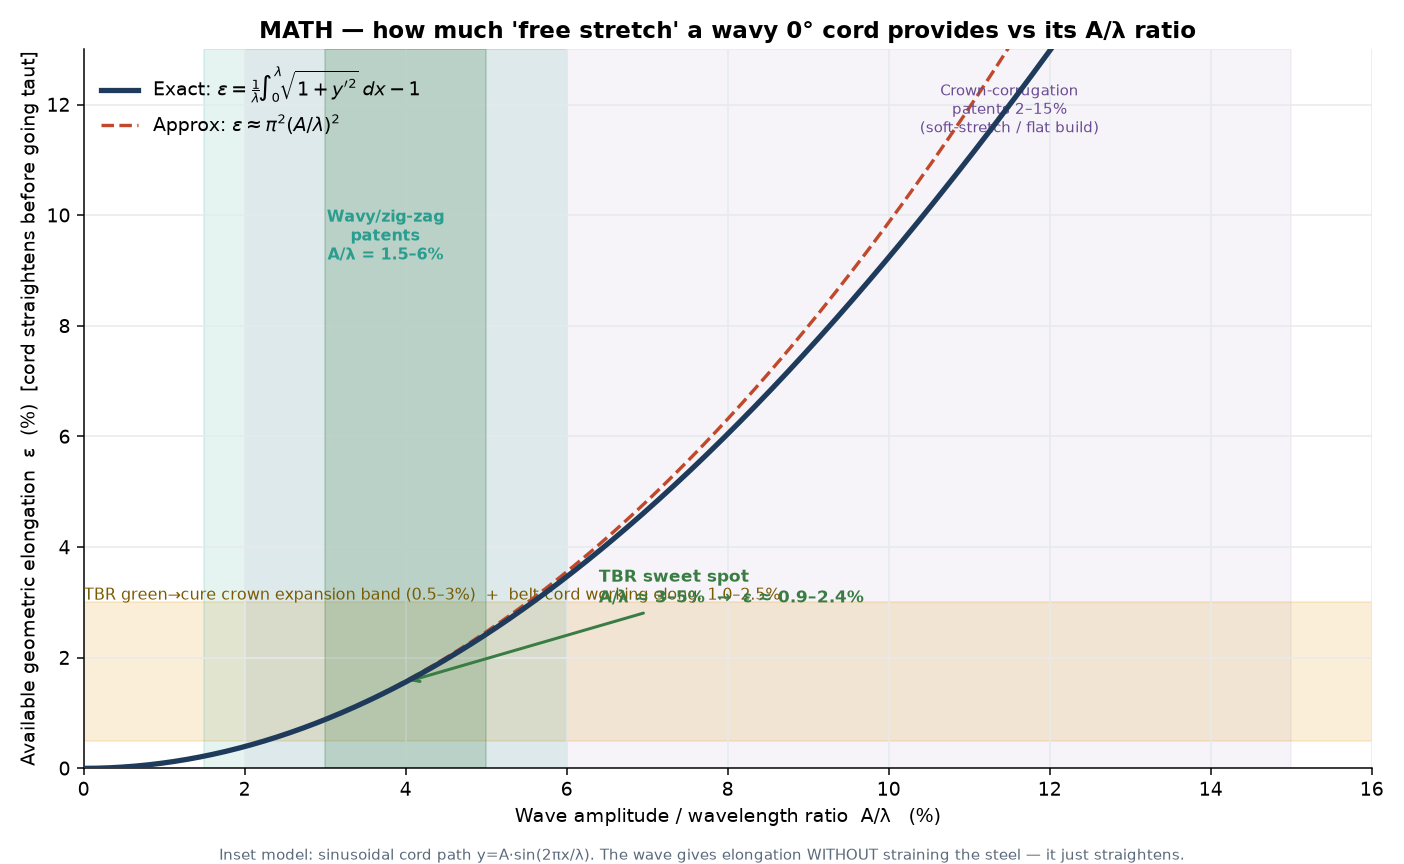 MATH — how much 'free stretch' a wavy 0° cord provides vs its A/λ ratio
Available geometric elongation ε (%) [cord straightens before going taut]
Exact: ε = 1/λ ∫₀^λ √(1 + y′²) dx − 1
Approx: ε ≈ π²(A/λ)²
Crown-corrugation
patents 2–15%
(soft-stretch / flat build)
Wavy/zig-zag
patents
A/λ = 1.5–6%
TBR sweet spot
A/λ ≈ 3–5% → ε ≈ 0.9–2.4%
TBR green→cure crown expansion band (0.5–3%) + belt cord working elong. 1.0–2.5%
12
10
8
6
4
2
0
0 2 4 6 8 10 12 14 16
Wave amplitude / wavelength ratio A/λ (%)
Inset model: sinusoidal cord path y=A·sin(2πx/λ). The wave gives elongation WITHOUT straining the steel — it just straightens.